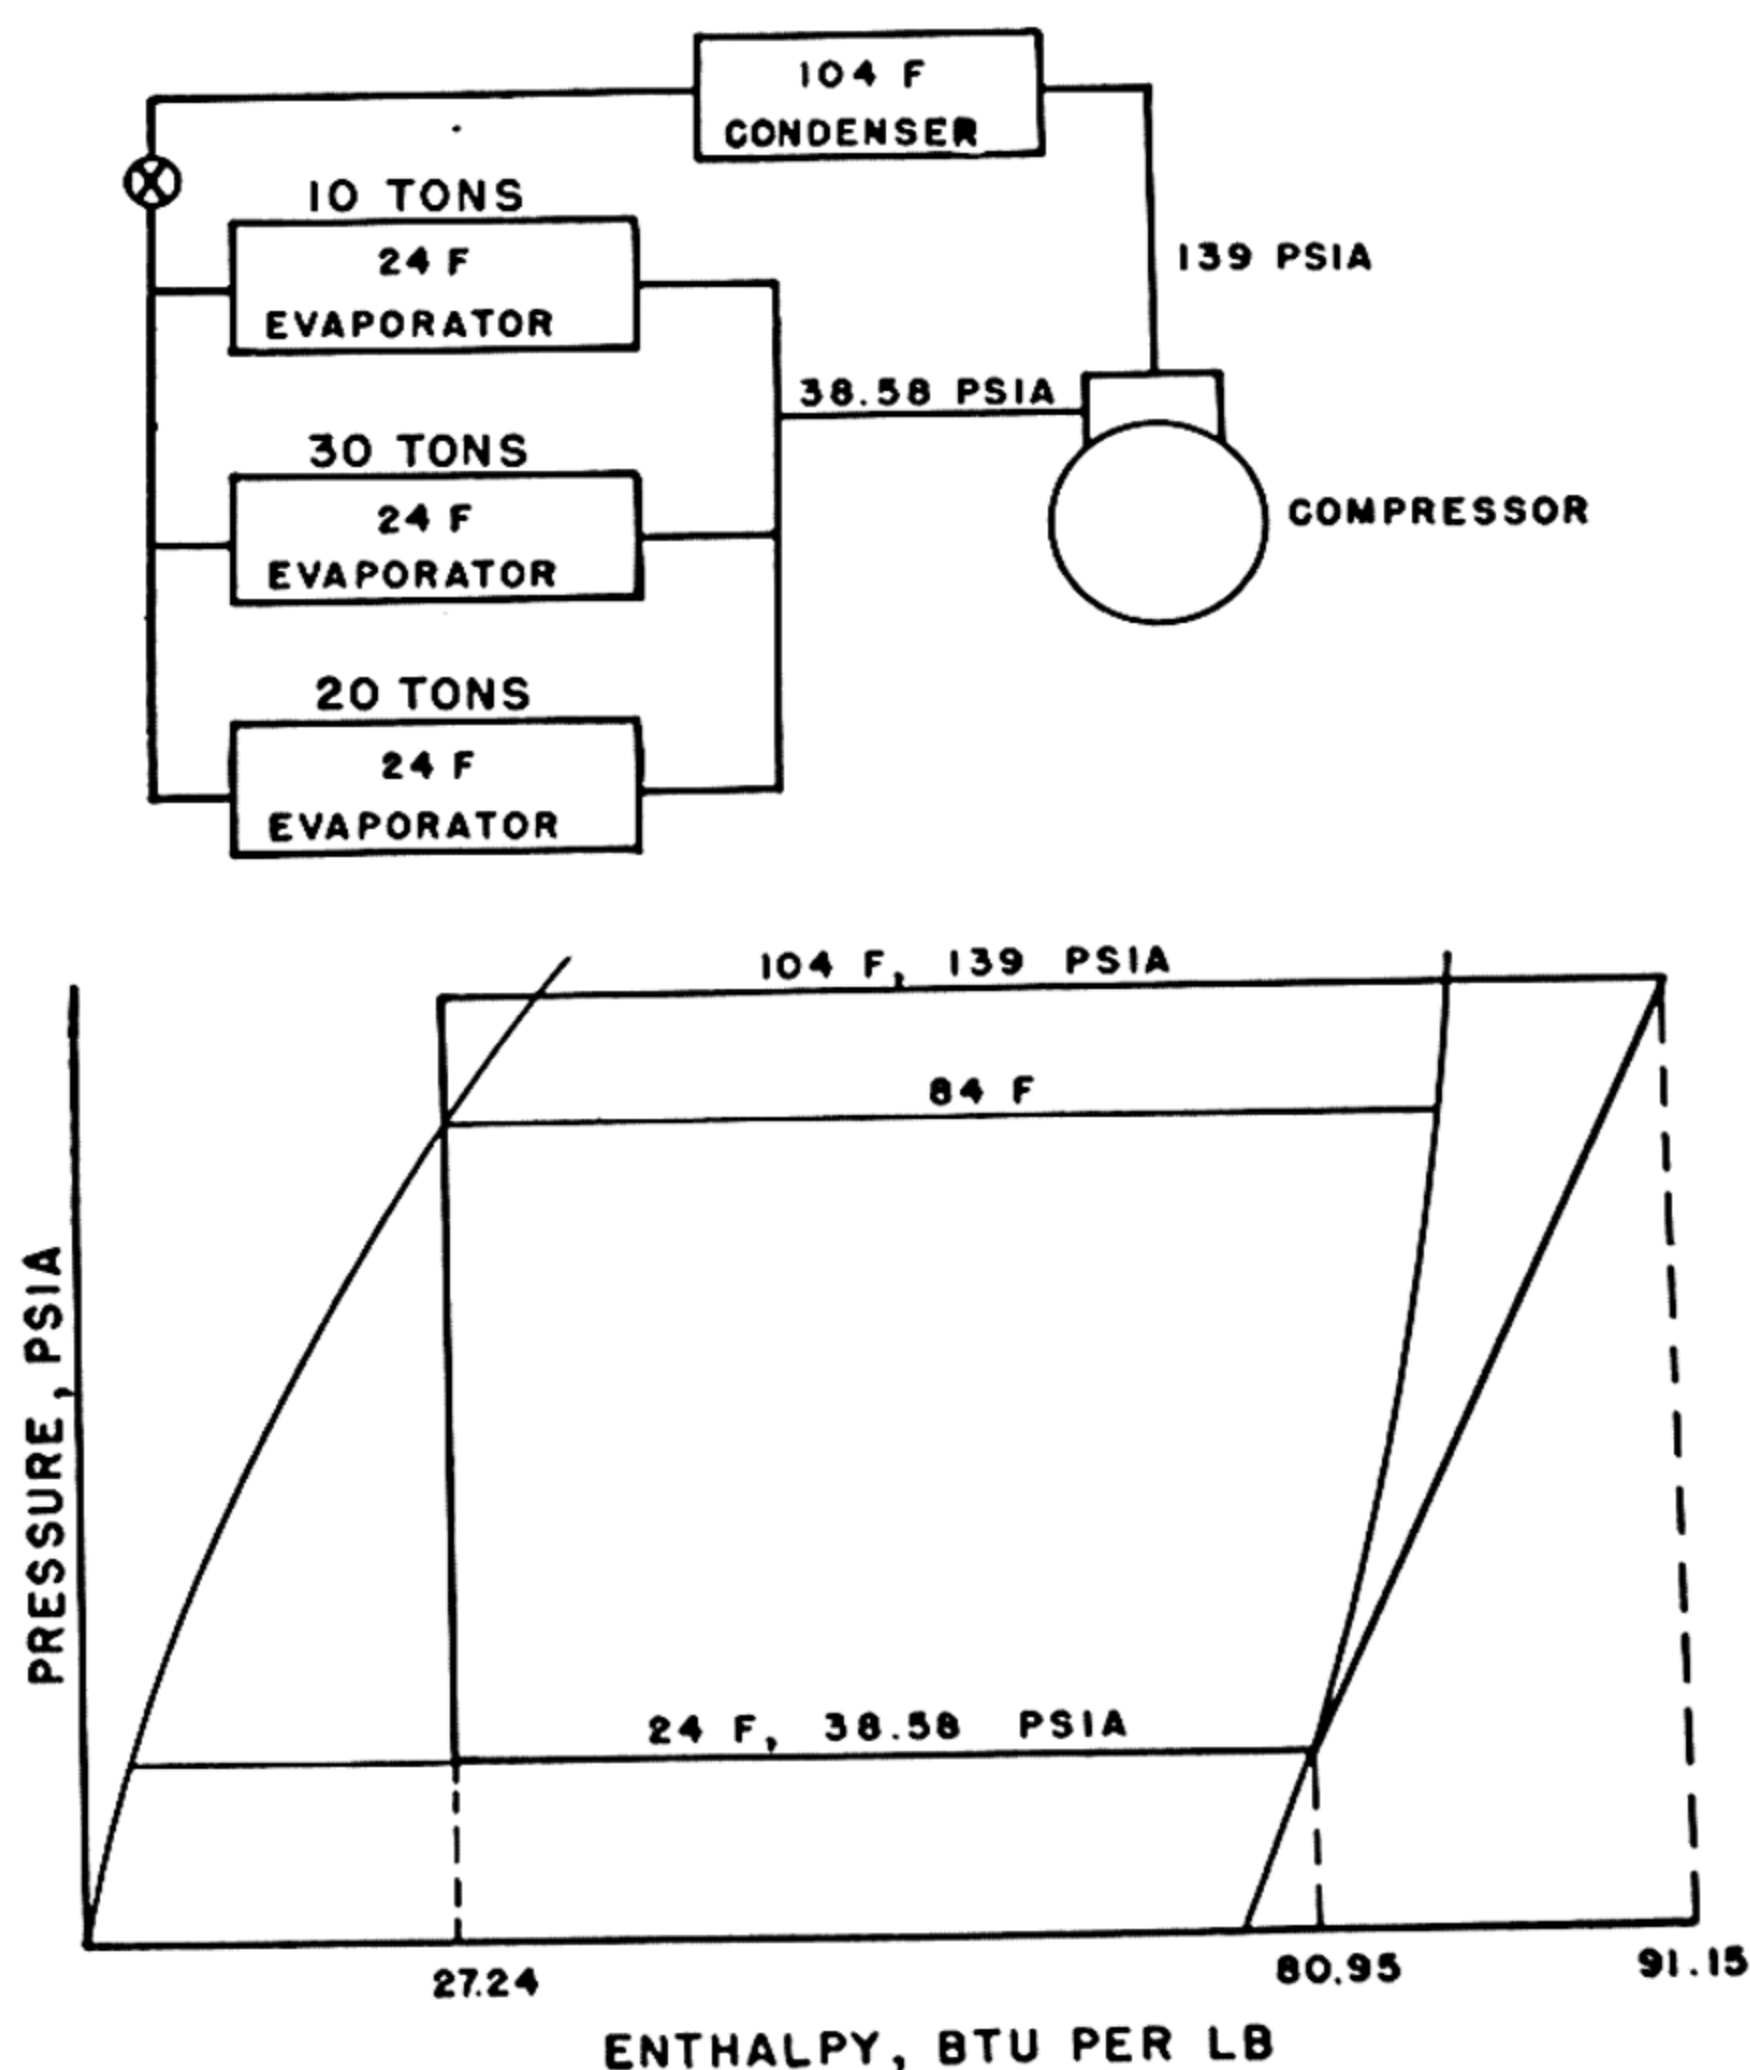 104 F
CONDENSER
10 TONS
24 F
EVAPORATOR
139 PSIA
38.58 PSIA
30 TONS
24 F
EVAPORATOR
COMPRESSOR
20 TONS
24 F
EVAPORATOR
104 F, 139 PSIA
84 F
PRESSURE, PSIA
24 F, 38.58 PSIA
27.24
80.95
91.15
ENTHALPY, BTU PER LB